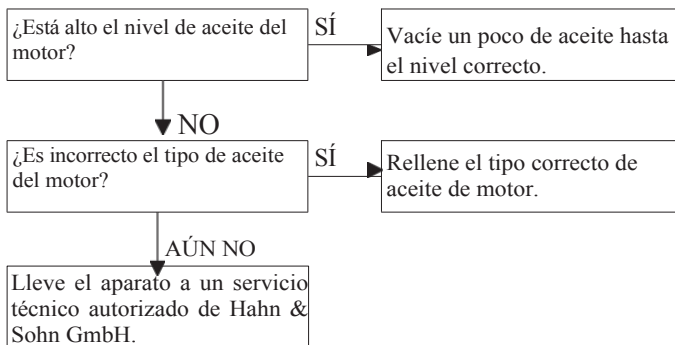 ¿Está alto el nivel de aceite del
motor?
SÍ
Vacíe un poco de aceite hasta
el nivel correcto.
NO
¿Es incorrecto el tipo de aceite
del motor?
SÍ
Rellene el tipo correcto de
aceite de motor.
AÚN NO
Lleve el aparato a un servicio
técnico autorizado de Hahn &
Sohn GmbH.